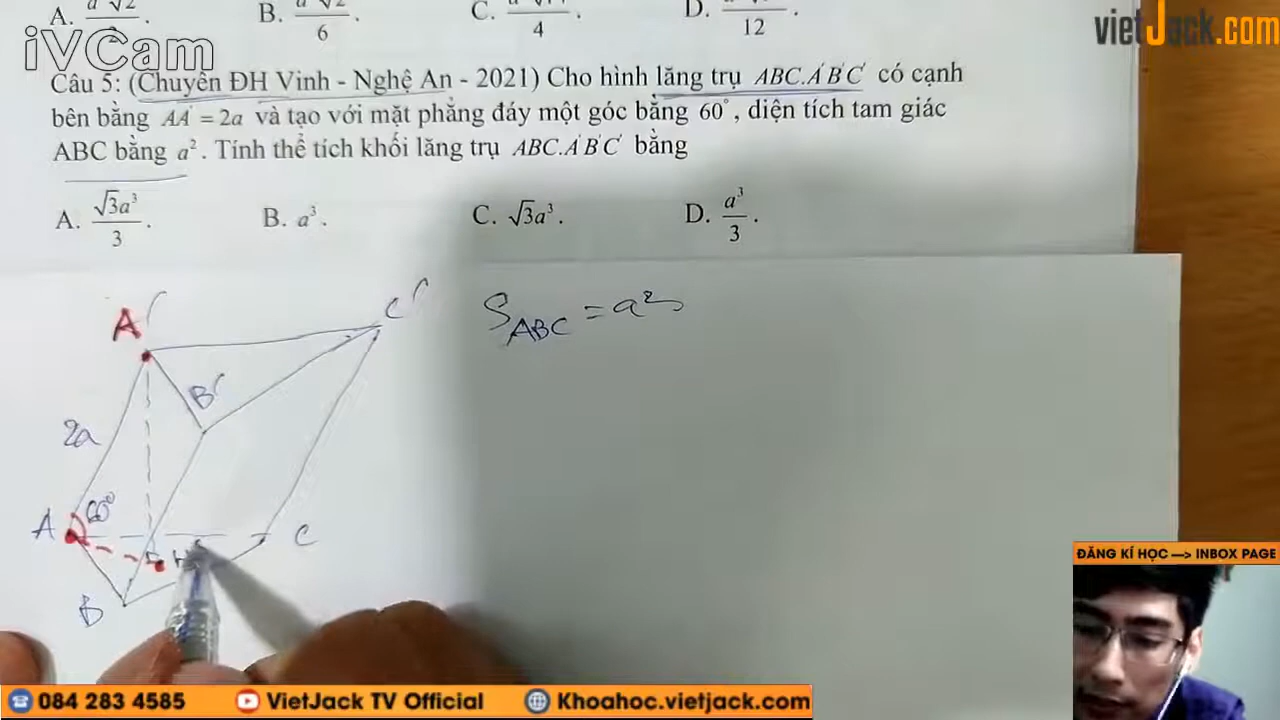 A.
B.
6
C.
4
D.
12
vietJack.com
iVCam
Câu 5: (Chuyên ĐH Vinh - Nghệ An - 2021) Cho hình lăng trụ ABC.A'B'C' có cạnh
bên bằng AA' = 2a và tạo với mặt phẳng đáy một góc bằng 60°, diện tích tam giác
ABC bằng a². Tính thể tích khối lăng trụ ABC.A'B'C' bằng
A. √3a³/3. B. a³. C. √3a³. D. a³/3.
A'
C'
B'
2a
A
60°
C
H
B
S_ABC = a²
ĐĂNG KÍ HỌC —> INBOX PAGE
084 283 4585 VietJack TV Official Khoahoc.vietjack.com